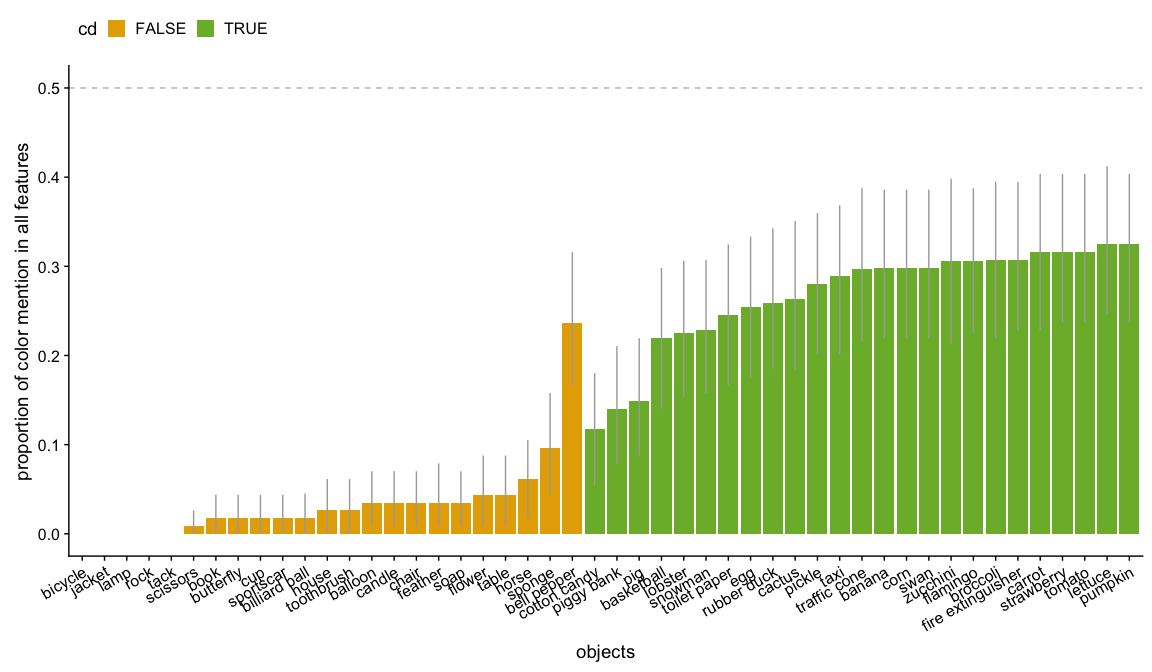 cd FALSE TRUE
proportion of color mention in all features
0.5
0.4
0.3
0.2
0.1
0.0
bicycle
jacket
lamp
rock
tack
scissors
book
butterfly
cup
sportscar
billiard ball
house
toothbrush
balloon
candle
chair
feather
soap
flower
table
horse
sponge
bell pepper
cotton candy
piggy bank
pig
basketball
lobster
snowman
toilet paper
egg
rubber duck
cactus
pickle
taxi
traffic cone
banana
corn
swan
zucchini
flamingo
broccoli
fire extinguisher
carrot
strawberry
tomato
lettuce
pumpkin
objects